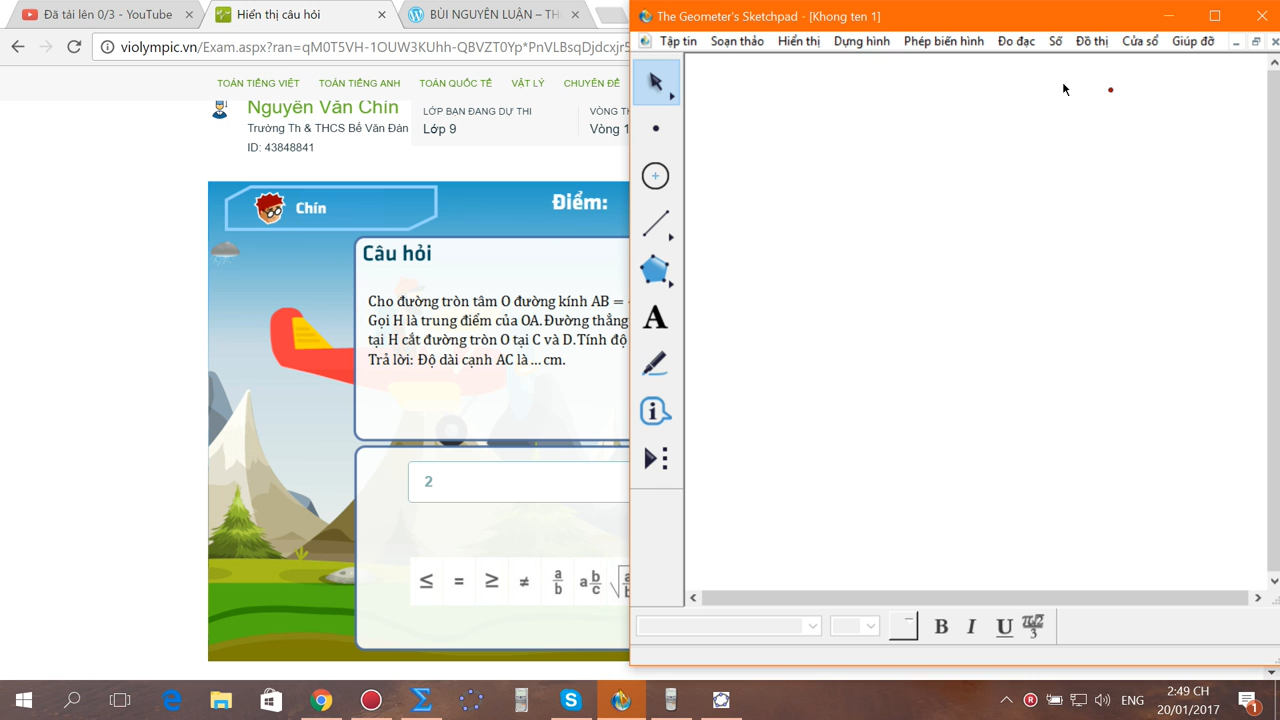 Đã tải lên 0/3 - YouTube
Hiển thị câu hỏi
BÙI NGUYÊN LUẬN – TH
The Geometer's Sketchpad - [Khong ten 1]
violympic.vn/Exam.aspx?ran=
Tập tin Soạn thảo Hiển thị Dựng hình Phép biến hình Đo đạc Số Đồ thị Cửa sổ Giúp đỡ
TOÁN TIẾNG VIỆT TOÁN TIẾNG ANH TOÁN QUỐC TẾ VẬT LÝ CHUYÊN ĐỀ
Nguyễn Văn Chín
Trường Th & THCS Bế Văn Đàn
ID: 43848841
LỚP BẠN ĐANG DỰ THI
Lớp 9
VÒNG TH
Vòng 1
Chín
Điểm:
Câu hỏi
Cho đường tròn tâm O đường kính AB =
Gọi H là trung điểm của OA. Đường thẳng
tại H cắt đường tròn O tại C và D. Tính độ
Trả lời: Độ dài cạnh AC là ... cm.
2
≤ = ≥ ≠ a/b a b/c
A
B I U
ENG
2:49 CH
20/01/2017
1